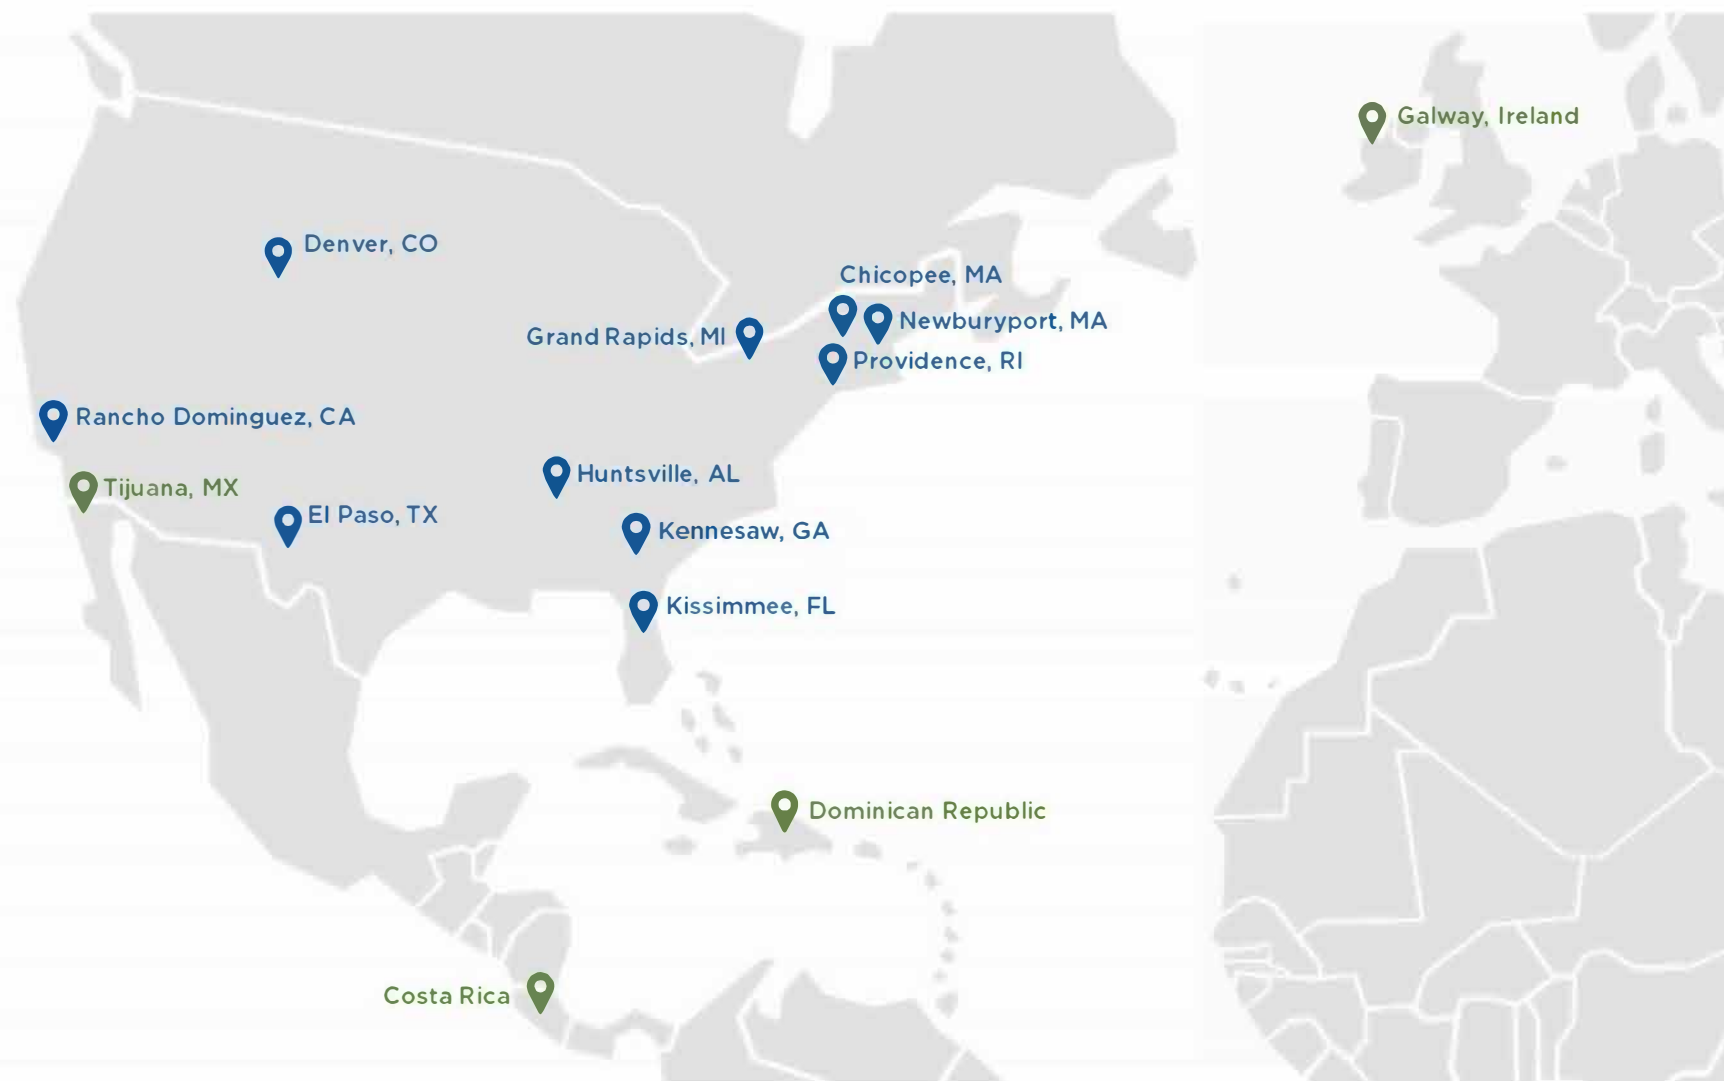 Galway, Ireland
Denver, CO
Chicopee, MA
Newburyport, MA
Grand Rapids, MI
Providence, RI
Rancho Dominguez, CA
Huntsville, AL
Tijuana, MX
El Paso, TX
Kennesaw, GA
Kissimmee, FL
Dominican Republic
Costa Rica